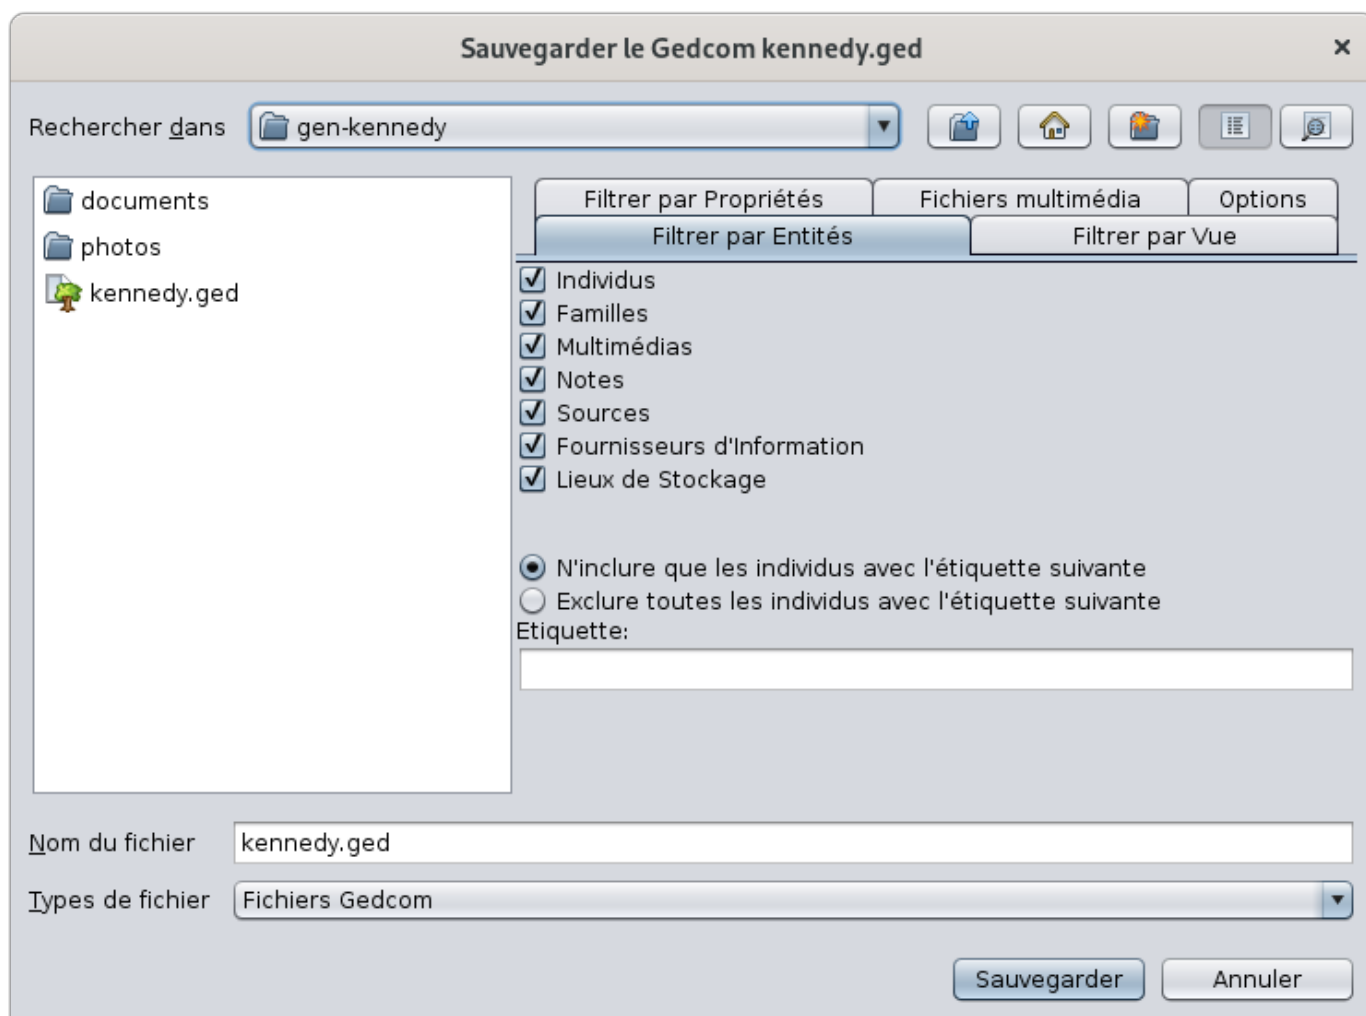 Sauvegarder le Gedcom kennedy.ged
Rechercher dans
gen-kennedy
documents
photos
kennedy.ged
Filtrer par Propriétés
Fichiers multimédia
Options
Filtrer par Entités
Filtrer par Vue
Individus
Familles
Multimédias
Notes
Sources
Fournisseurs d'Information
Lieux de Stockage
N'inclure que les individus avec l'étiquette suivante
Exclure toutes les individus avec l'étiquette suivante
Etiquette:
Nom du fichier
kennedy.ged
Types de fichier
Fichiers Gedcom
Sauvegarder
Annuler